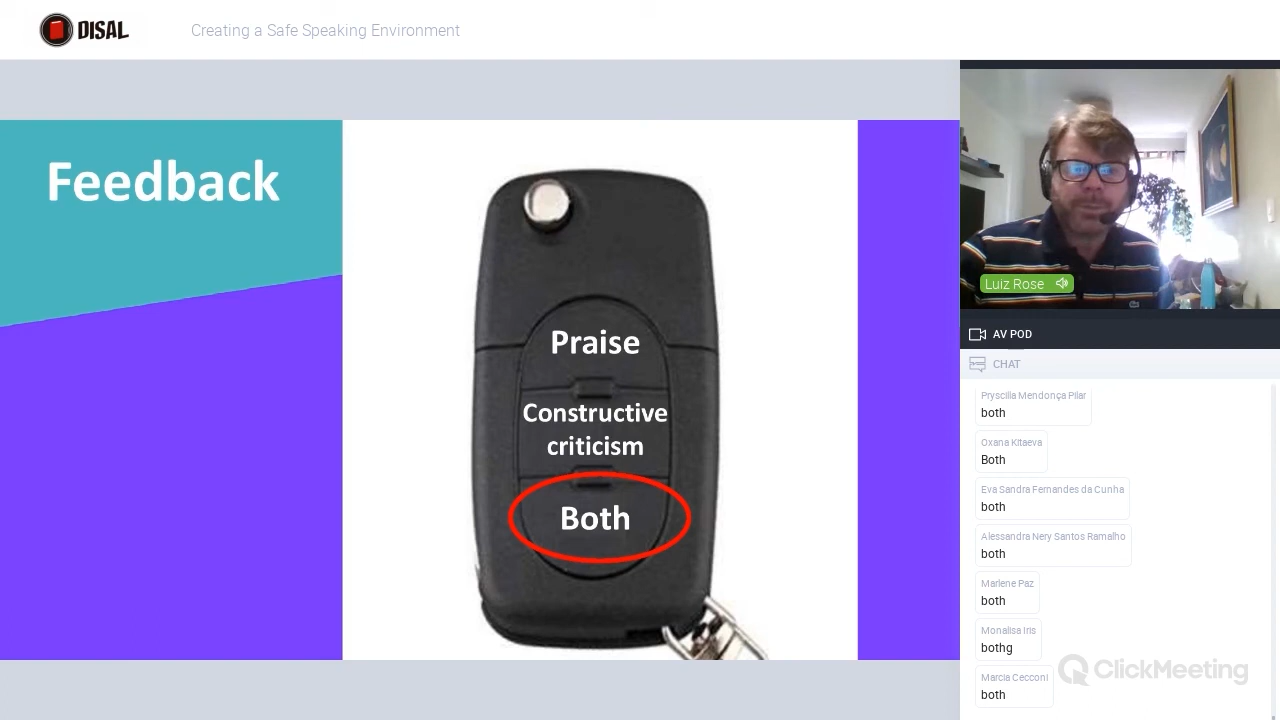 DISAL
Creating a Safe Speaking Environment
Feedback
Praise
Constructive
criticism
Both
Luiz Rose
AV POD
CHAT
Pryscilla Mendonça Pilar
both
Oxana Kitaeva
Both
Eva Sandra Fernandes da Cunha
both
Alessandra Nery Santos Ramalho
both
Marlene Paz
both
Monalisa Iris
bothg
Marcia Cecconi
both
ClickMeeting